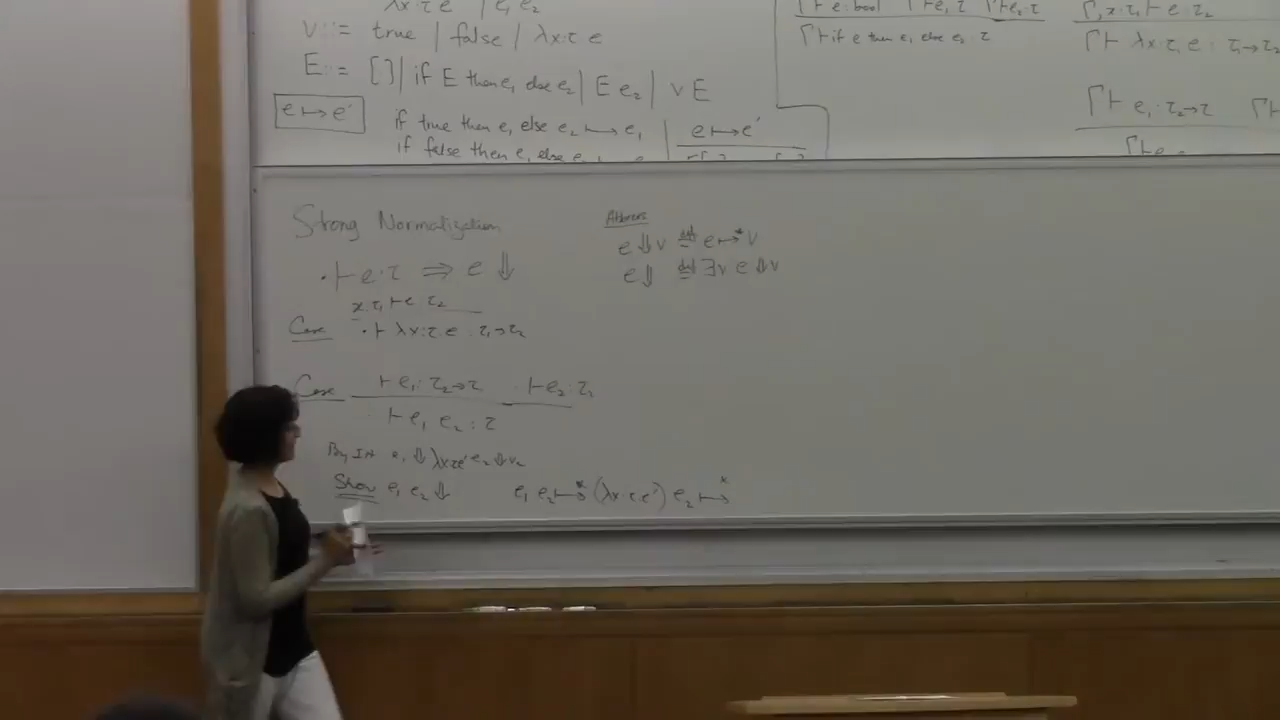 λx:τ.e | e₁ e₂
v ::= true | false | λx:τ.e
E ::= [ ] | if E then e₁ else e₂ | E e₂ | v E
e ↦ e'
if true then e₁ else e₂ ↦ e₁
if false then e₁ else e₂
e ↦ e'
Γ ⊢ e : bool Γ ⊢ e₁ : τ Γ ⊢ e₂ : τ
Γ ⊢ if e then e₁ else e₂ : τ
Γ, x:τ₁ ⊢ e : τ₂
Γ ⊢ λx:τ₁.e : τ₁ → τ₂
Γ ⊢ e₁ : τ₂ → τ Γ ⊢
Γ ⊢ e
Strong Normalization
· ⊢ e : τ ⇒ e ⇓
e ⇓ v ≝ e ↦* v
e ⇓ ≝ ∃v. e ⇓ v
x:τ₁ ⊢ e : τ₂
Case · ⊢ λx:τ.e : τ₁ → τ₂
Case · ⊢ e₁ : τ₂ → τ · ⊢ e₂ : τ₂
· ⊢ e₁ e₂ : τ
By IH e₁ ⇓ λx:τ.e' e₂ ⇓ v₂
Show e₁ e₂ ⇓ e₁ e₂ ↦* (λx:τ.e') e₂ ↦*